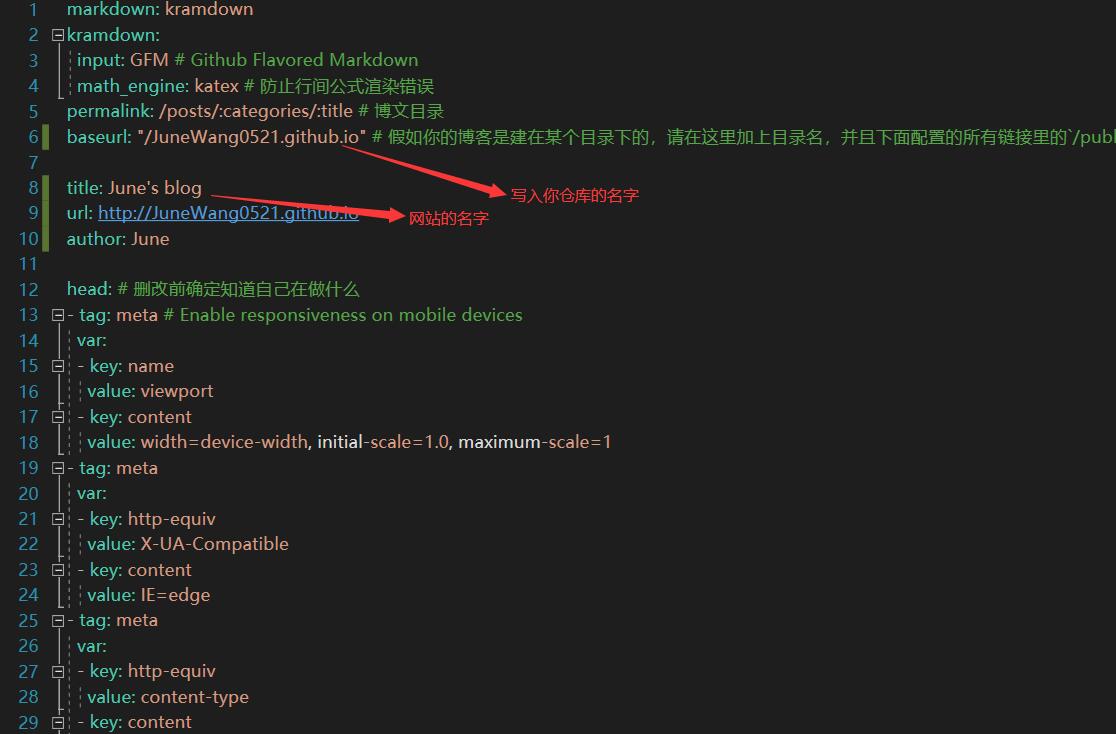 1 markdown: kramdown
2 kramdown:
3 input: GFM # Github Flavored Markdown
4 math_engine: katex # 防止行间公式渲染错误
5 permalink: /posts/:categories/:title # 博文目录
6 baseurl: "/JuneWang0521.github.io" # 假如你的博客是建在某个目录下的，请在这里加上目录名，并且下面配置的所有链接里的`/publ
7
写入你仓库的名字
8 title: June's blog
9 url: http://JuneWang0521.github.io
网站的名字
10 author: June
11
12 head: # 删改前确定知道自己在做什么
13 - tag: meta # Enable responsiveness on mobile devices
14 var:
15 - key: name
16 value: viewport
17 - key: content
18 value: width=device-width, initial-scale=1.0, maximum-scale=1
19 - tag: meta
20 var:
21 - key: http-equiv
22 value: X-UA-Compatible
23 - key: content
24 value: IE=edge
25 - tag: meta
26 var:
27 - key: http-equiv
28 value: content-type
29 - key: content